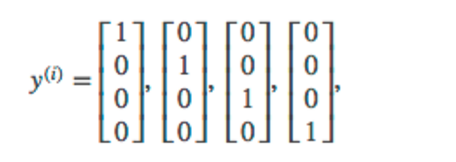 y⁽ⁱ⁾ = [1 0 0 0], [0 1 0 0], [0 0 1 0], [0 0 0 1],